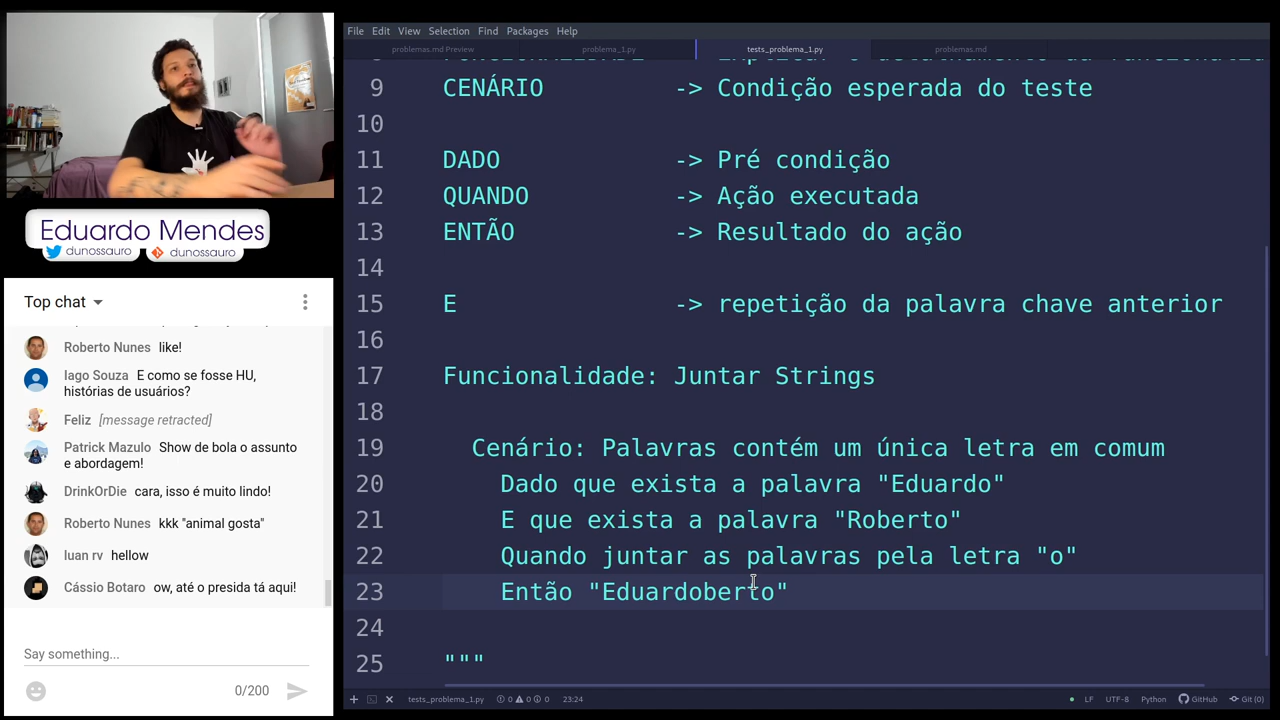 File Edit View Selection Find Packages Help
problemas.md Preview problema_1.py tests_problema_1.py problemas.md
9 CENÁRIO -> Condição esperada do teste
10
11 DADO -> Pré condição
12 QUANDO -> Ação executada
13 ENTÃO -> Resultado do ação
14
15 E -> repetição da palavra chave anterior
16
17 Funcionalidade: Juntar Strings
18
19 Cenário: Palavras contém um única letra em comum
20 Dado que exista a palavra "Eduardo"
21 E que exista a palavra "Roberto"
22 Quando juntar as palavras pela letra "o"
23 Então "Eduardoberto"
24
25 """
tests_problema_1.py 0 0 0 23:24 LF UTF-8 Python GitHub Git (0)
Eduardo Mendes
dunossauro dunossauro
Top chat
Roberto Nunes like!
Iago Souza E como se fosse HU,
histórias de usuários?
Feliz [message retracted]
Patrick Mazulo Show de bola o assunto
e abordagem!
DrinkOrDie cara, isso é muito lindo!
Roberto Nunes kkk "animal gosta"
luan rv hellow
Cássio Botaro ow, até o presida tá aqui!
Say something...
0/200